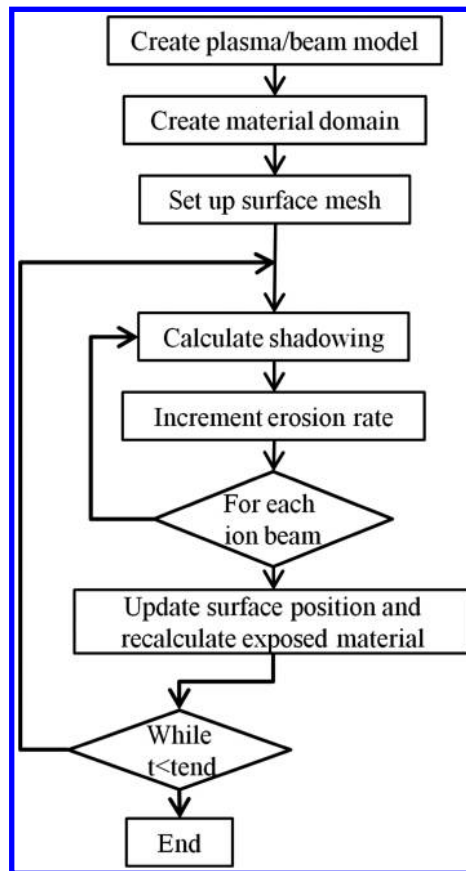 Create plasma/beam model
Create material domain
Set up surface mesh
Calculate shadowing
Increment erosion rate
For each
ion beam
Update surface position and
recalculate exposed material
While
t<tend
End